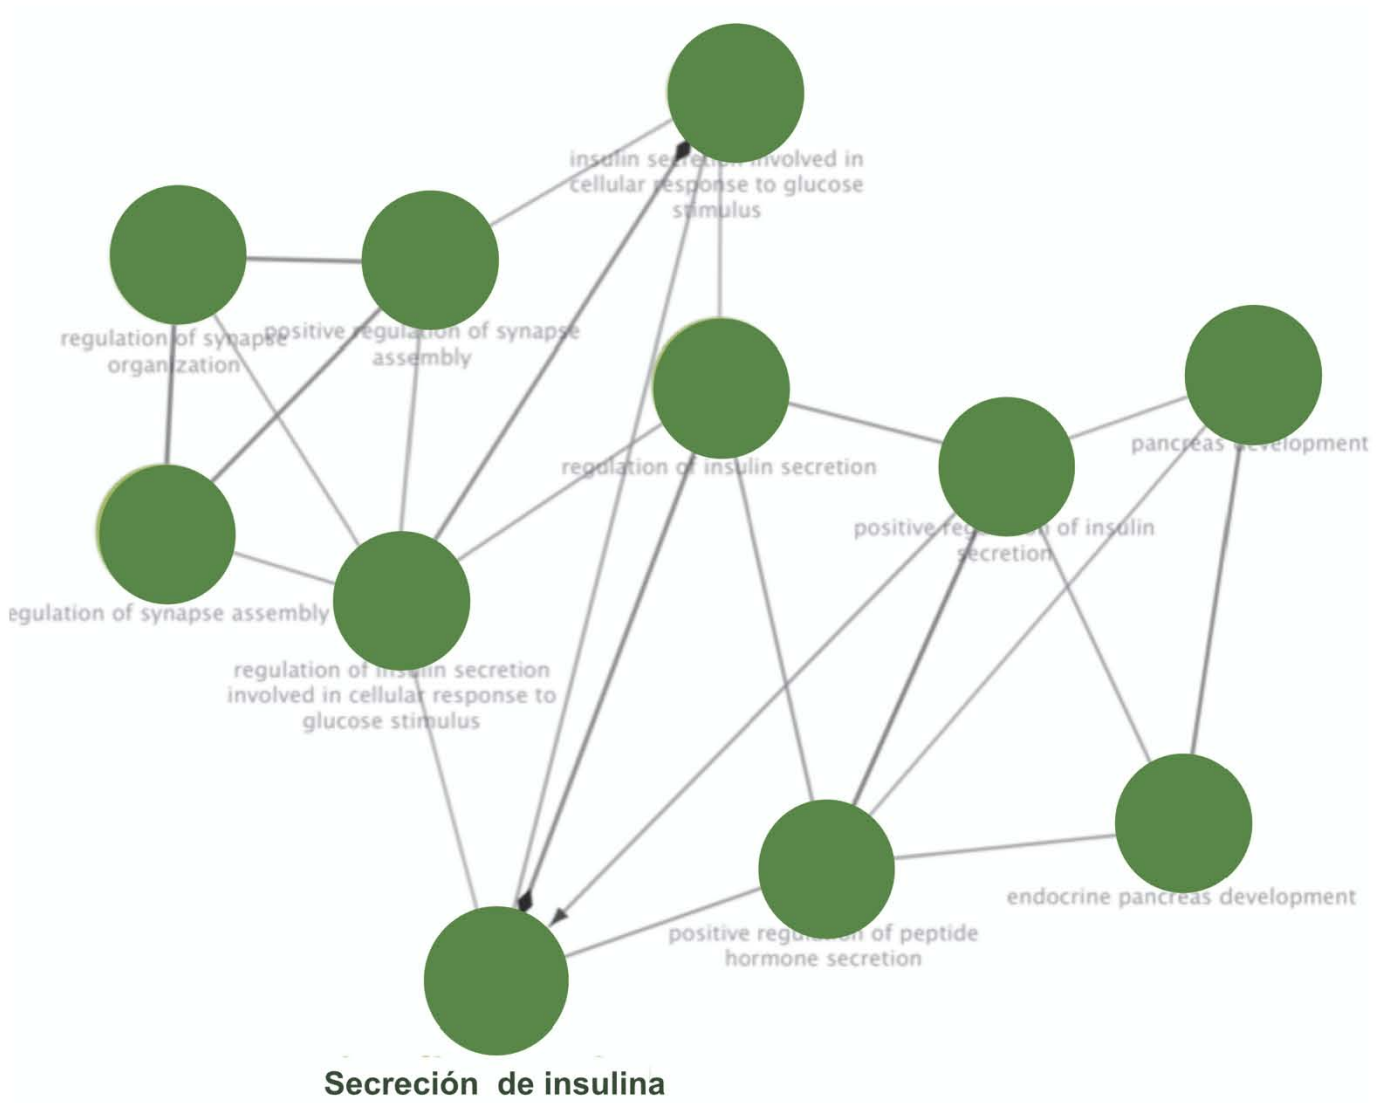 insulin secretion involved in
cellular response to glucose
stimulus
regulation of synapse
organization
positive regulation of synapse
assembly
pancreas development
regulation of insulin secretion
positive regulation of insulin
secretion
egulation of synapse assembly
regulation of insulin secretion
involved in cellular response to
glucose stimulus
endocrine pancreas development
positive regulation of peptide
hormone secretion
Secreción de insulina